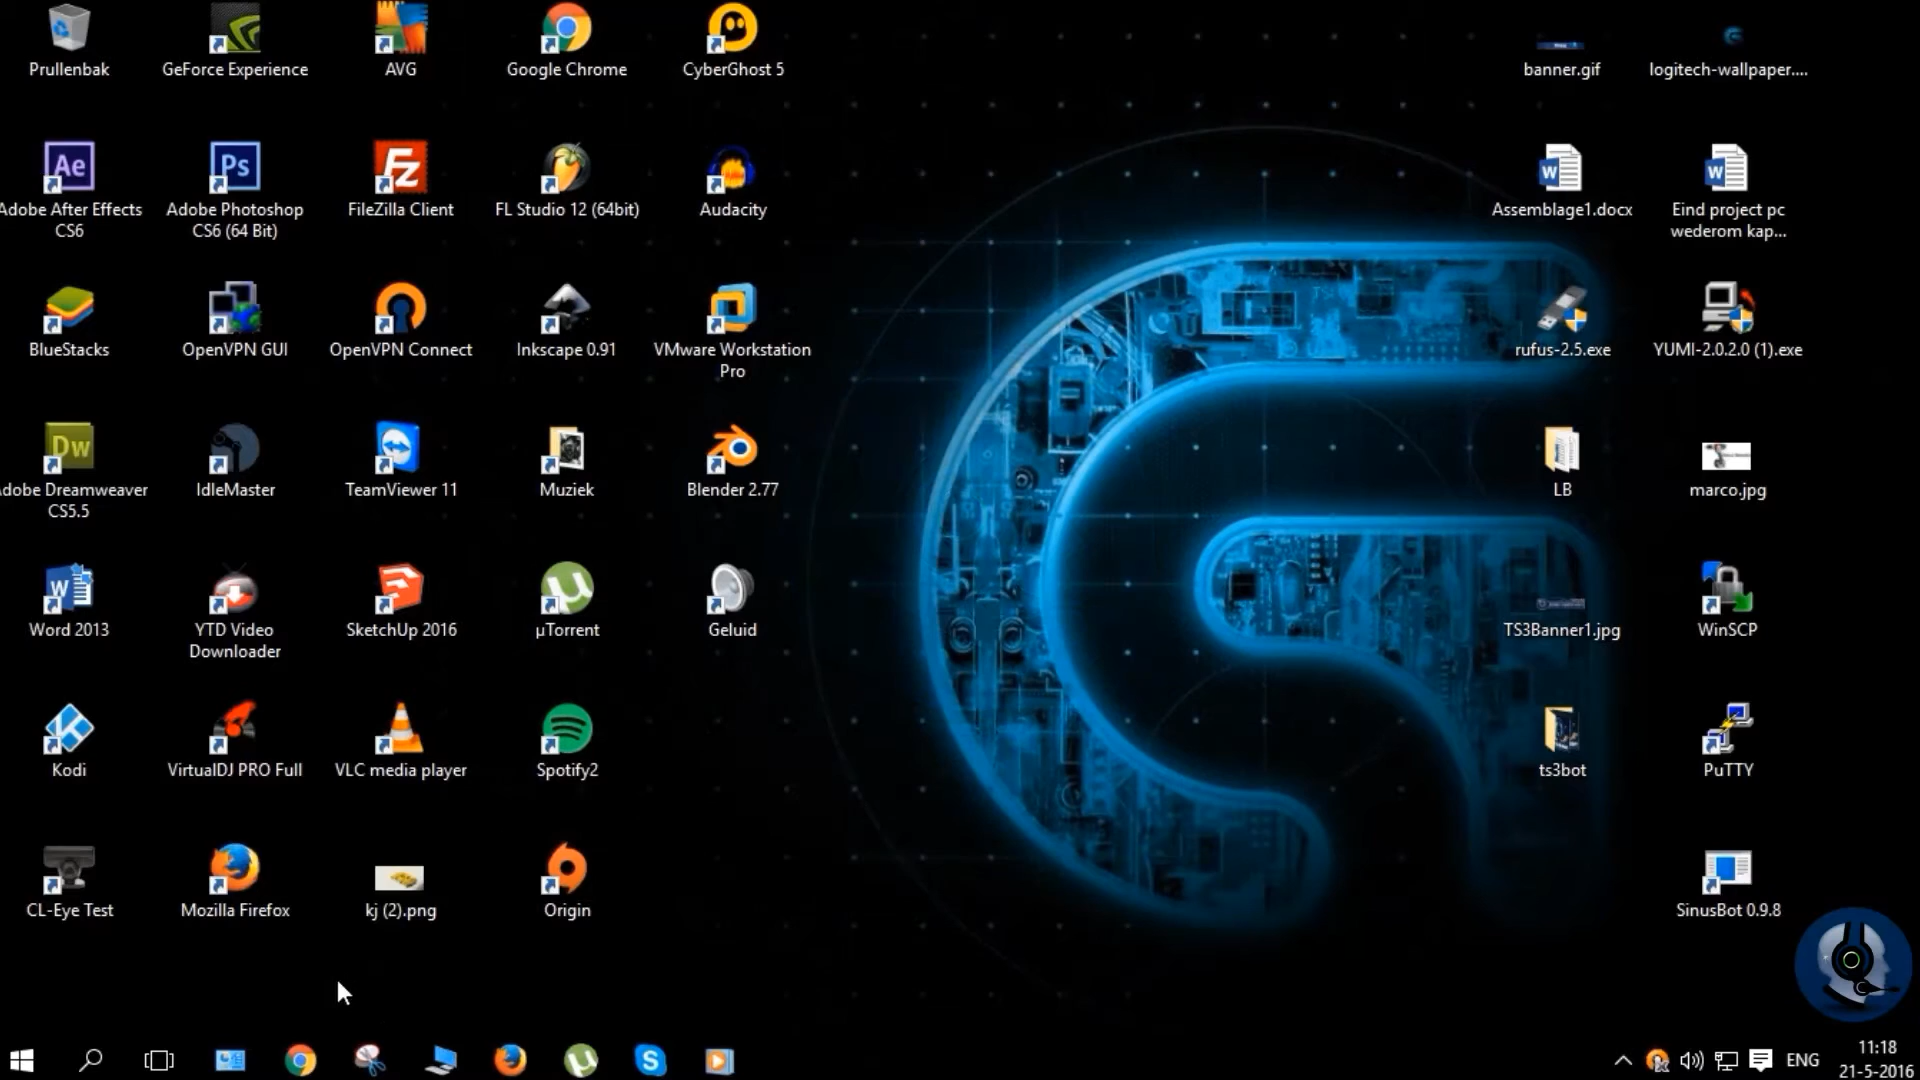 Prullenbak
GeForce Experience
AVG
Google Chrome
CyberGhost 5
banner.gif
logitech-wallpaper....
Ae
Ps
FZ
W
W
Adobe After Effects
CS6
Adobe Photoshop
CS6 (64 Bit)
FileZilla Client
FL Studio 12 (64bit)
Audacity
Assemblage1.docx
Eind project pc
wederom kap...
BlueStacks
OpenVPN GUI
OpenVPN Connect
Inkscape 0.91
VMware Workstation
Pro
rufus-2.5.exe
YUMI-2.0.2.0 (1).exe
Dw
dobe Dreamweaver
CS5.5
IdleMaster
TeamViewer 11
Muziek
Blender 2.77
LB
marco.jpg
W
Word 2013
YTD Video
Downloader
SketchUp 2016
µTorrent
Geluid
TS3Banner1.jpg
WinSCP
Kodi
VirtualDJ PRO Full
VLC media player
Spotify2
ts3bot
PuTTY
CL-Eye Test
Mozilla Firefox
kj (2).png
Origin
SinusBot 0.9.8
ENG
11:18
21-5-2016